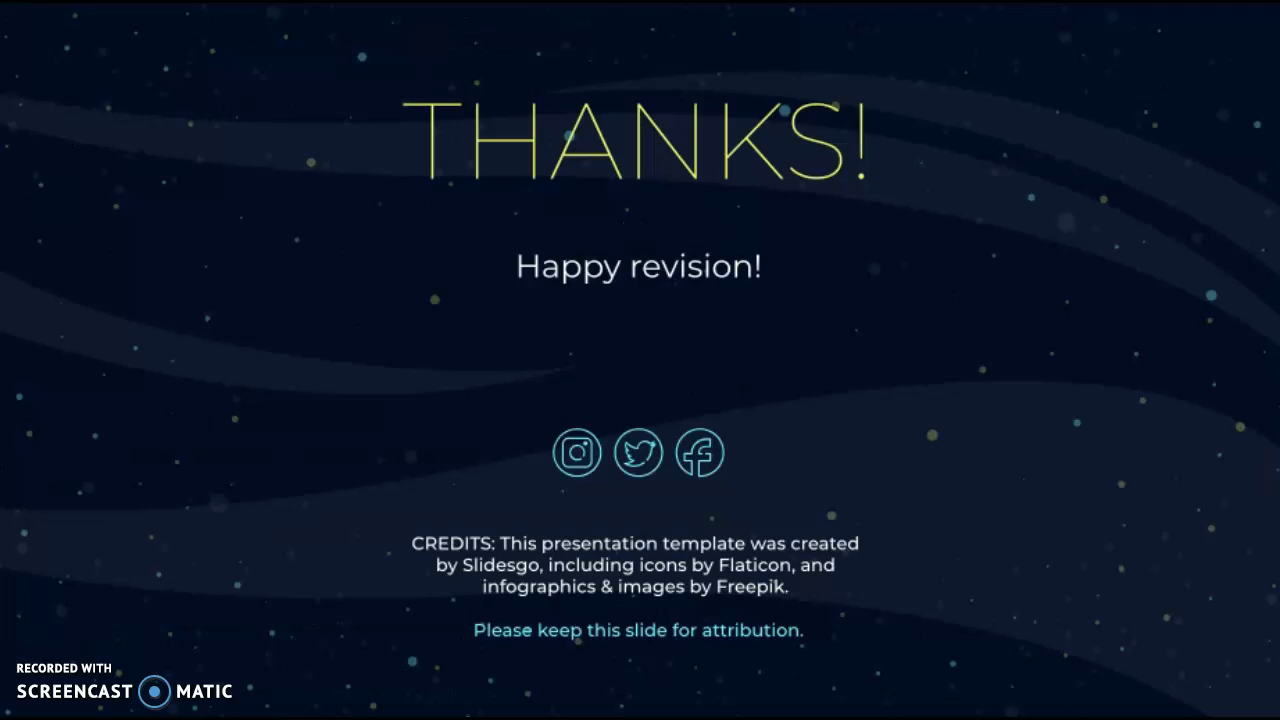 THANKS!
Happy revision!
CREDITS: This presentation template was created
by Slidesgo, including icons by Flaticon, and
infographics & images by Freepik.
Please keep this slide for attribution.
RECORDED WITH
SCREENCAST MATIC